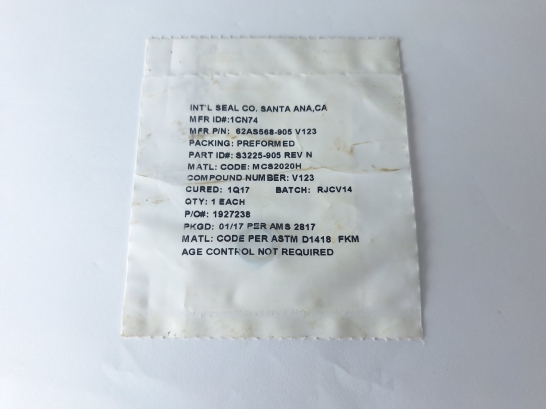 INT'L SEAL CO. SANTA ANA,CA
MFR ID#:1CN74
MFR P/N: 62AS568-905 V123
PACKING: PREFORMED
PART ID#: S3225-905 REV N
MATL: CODE: MCS2020H
COMPOUND NUMBER: V123
CURED: 1Q17 BATCH: RJCV14
QTY: 1 EACH
P/O#: 1927238
PKGD: 01/17 PER AMS 2817
MATL: CODE PER ASTM D1418: FKM
AGE CONTROL NOT REQUIRED